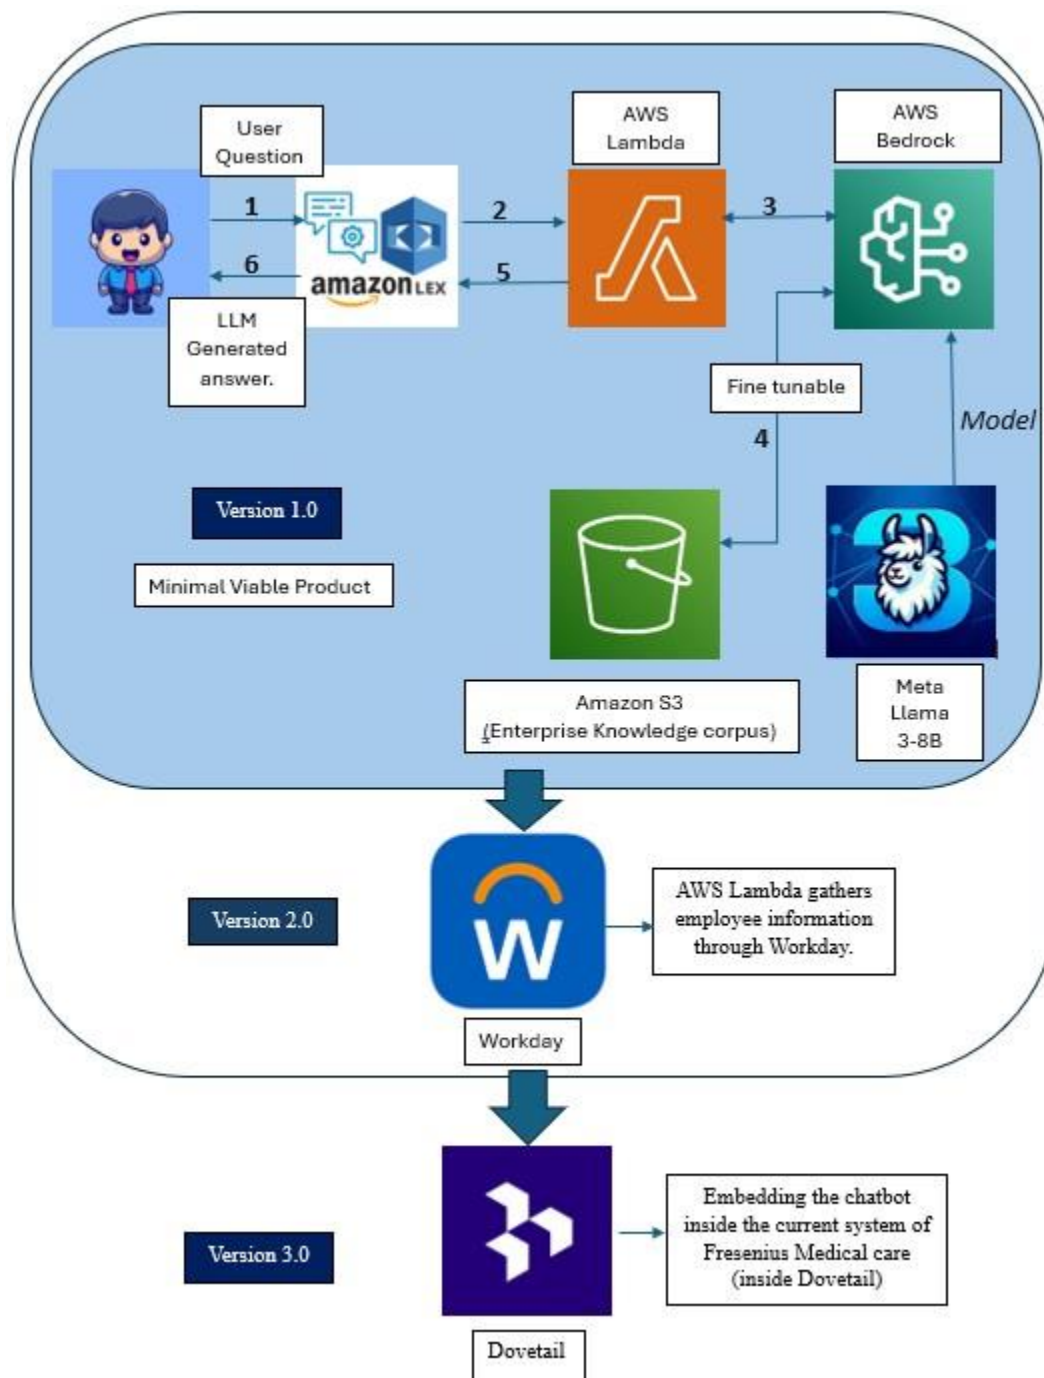 User
Question
AWS
Lambda
AWS
Bedrock
1
2
3
6
5
amazon LEX
LLM
Generated
answer.
Fine tunable
4
Model
Version 1.0
Minimal Viable Product
3
Amazon S3
(Enterprise Knowledge corpus)
Meta
Llama
3-8B
W
Version 2.0
AWS Lambda gathers
employee information
through Workday.
Workday
Version 3.0
Embedding the chatbot
inside the current system of
Fresenius Medical care
(inside Dovetail)
Dovetail